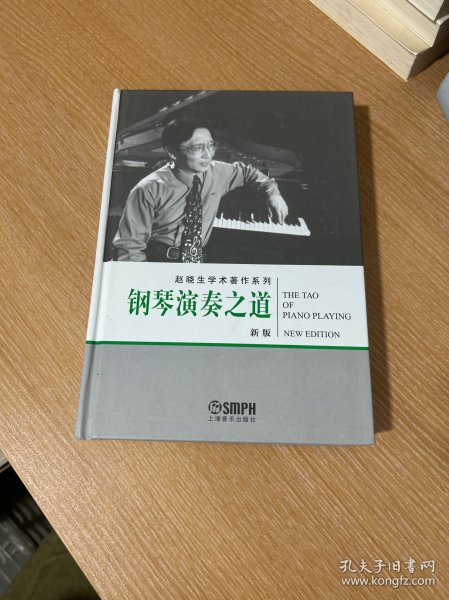 赵晓生学术著作系列
钢琴演奏之道
新版
THE TAO
OF
PIANO PLAYING
NEW EDITION
SMPH
上海音乐出版社
孔夫子旧书网
www.kongfz.com